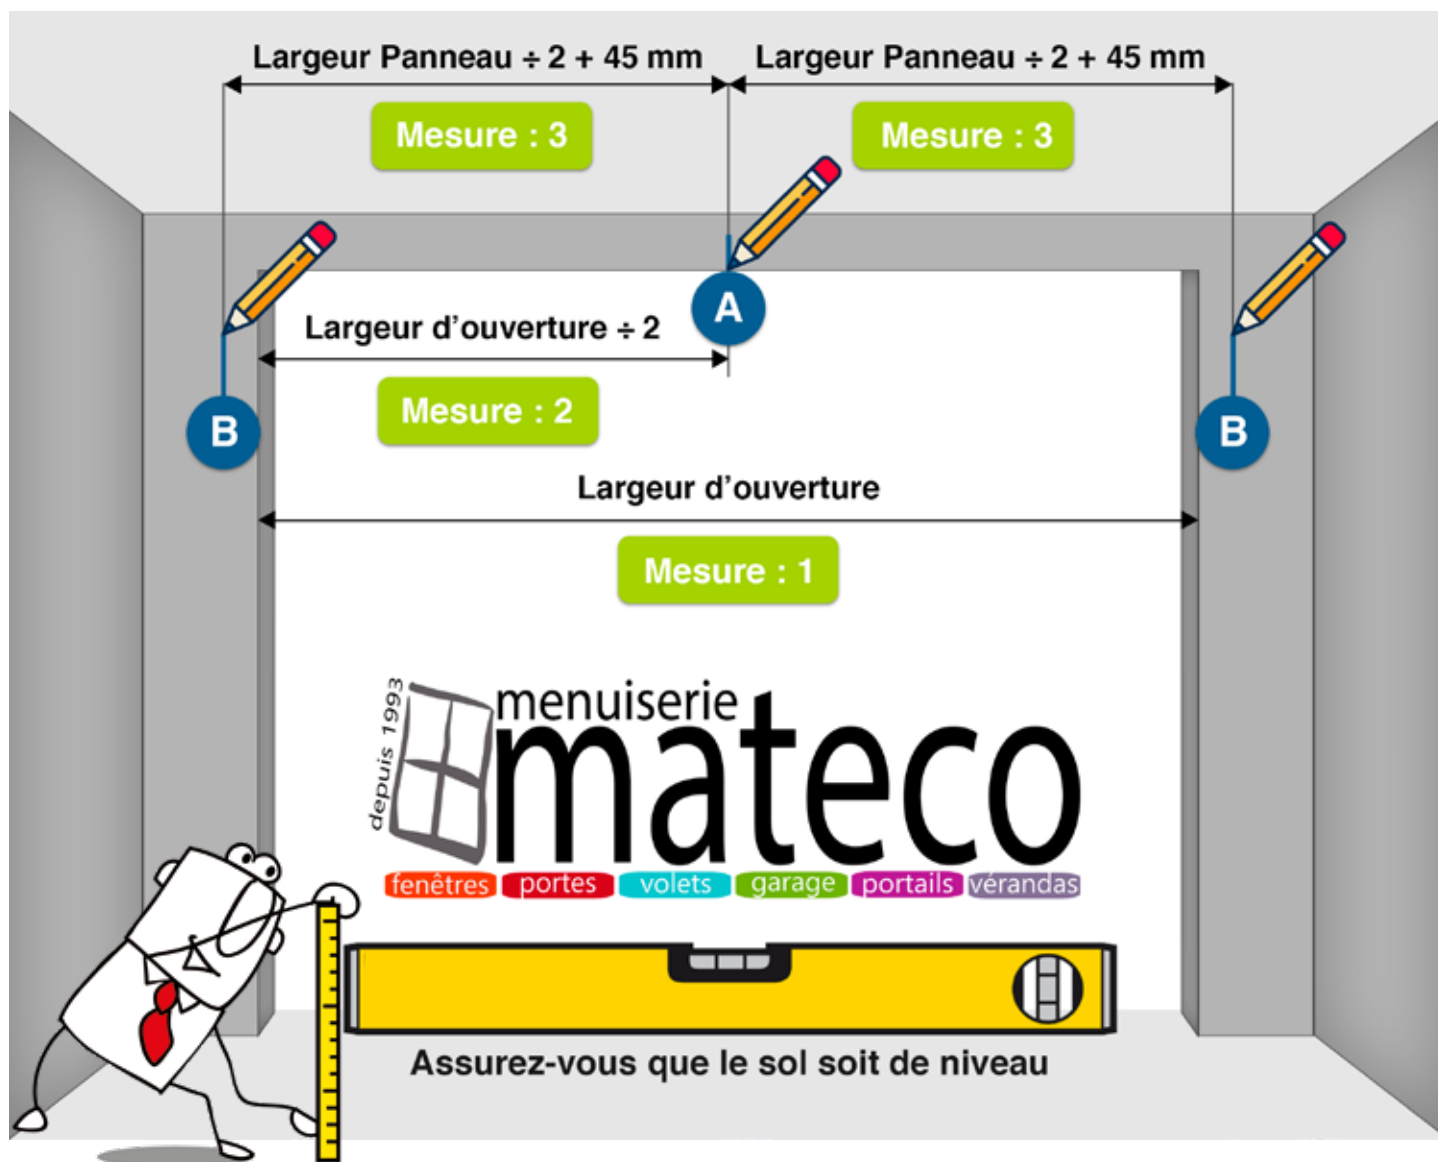 Largeur Panneau ÷ 2 + 45 mm
Largeur Panneau ÷ 2 + 45 mm
Mesure : 3
Mesure : 3
A
Largeur d’ouverture ÷ 2
Mesure : 2
B
B
Largeur d’ouverture
Mesure : 1
depuis 1993
menuiserie
mateco
fenêtres portes volets garage portails vérandas
Assurez-vous que le sol soit de niveau